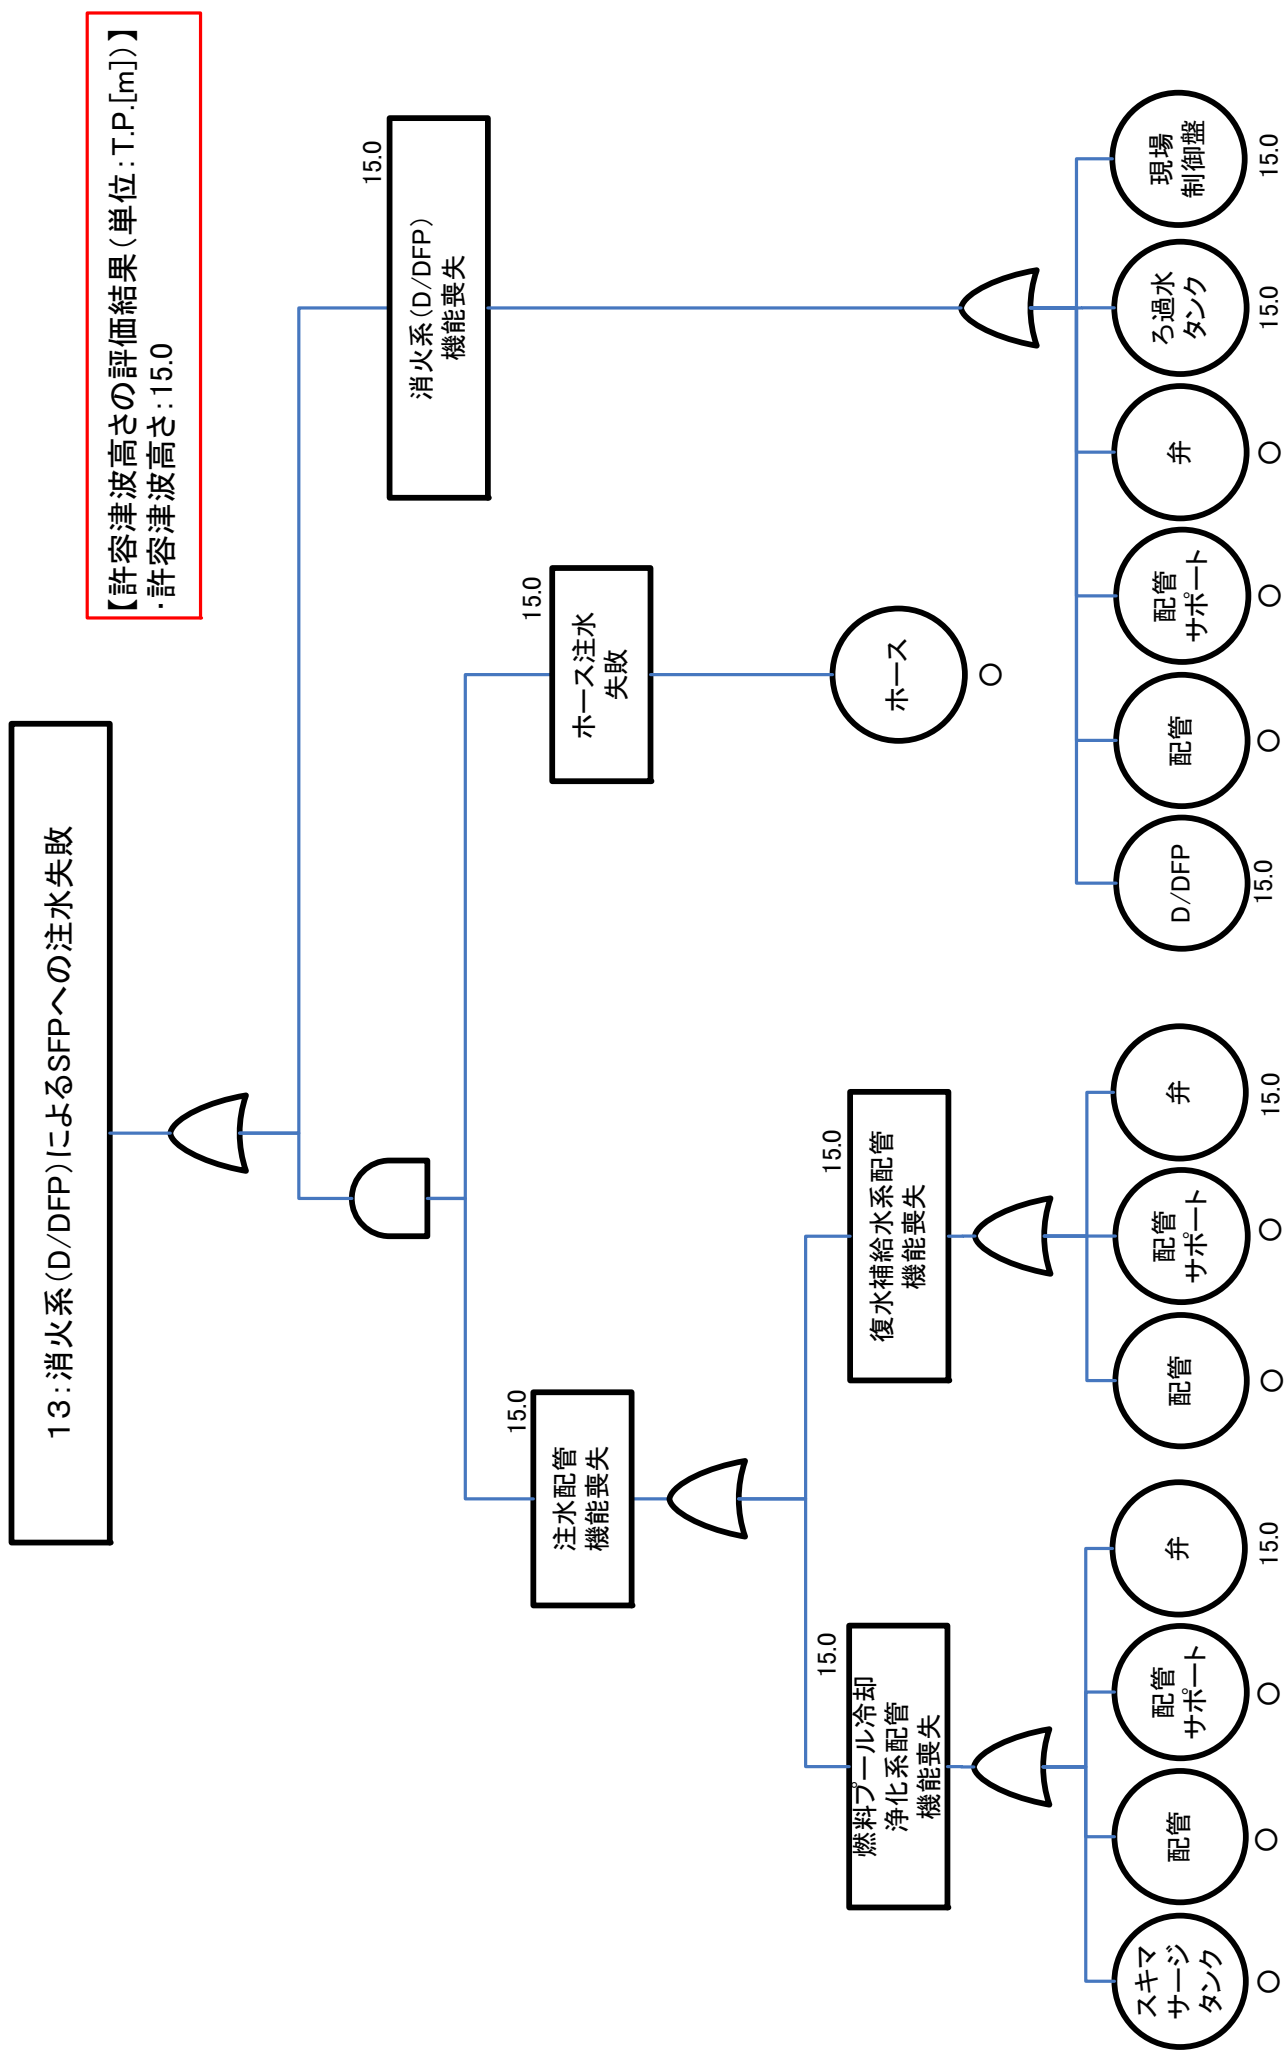 13:消火系(D/DFP)によるSFPへの注水失敗
【許容津波高さの評価結果(単位:T.P.[m])】
・許容津波高さ:15.0
15.0
消火系(D/DFP)
機能喪失
15.0
注水配管
機能喪失
15.0
ホース注水
失敗
ホース
○
15.0
燃料プール冷却
浄化系配管
機能喪失
15.0
復水補給水系配管
機能喪失
スキマ
サージ
タンク
○
配管
○
配管
サポート
○
弁
15.0
配管
○
配管
サポート
○
弁
15.0
D/DFP
15.0
配管
○
配管
サポート
○
弁
○
ろ過水
タンク
15.0
現場
制御盤
15.0